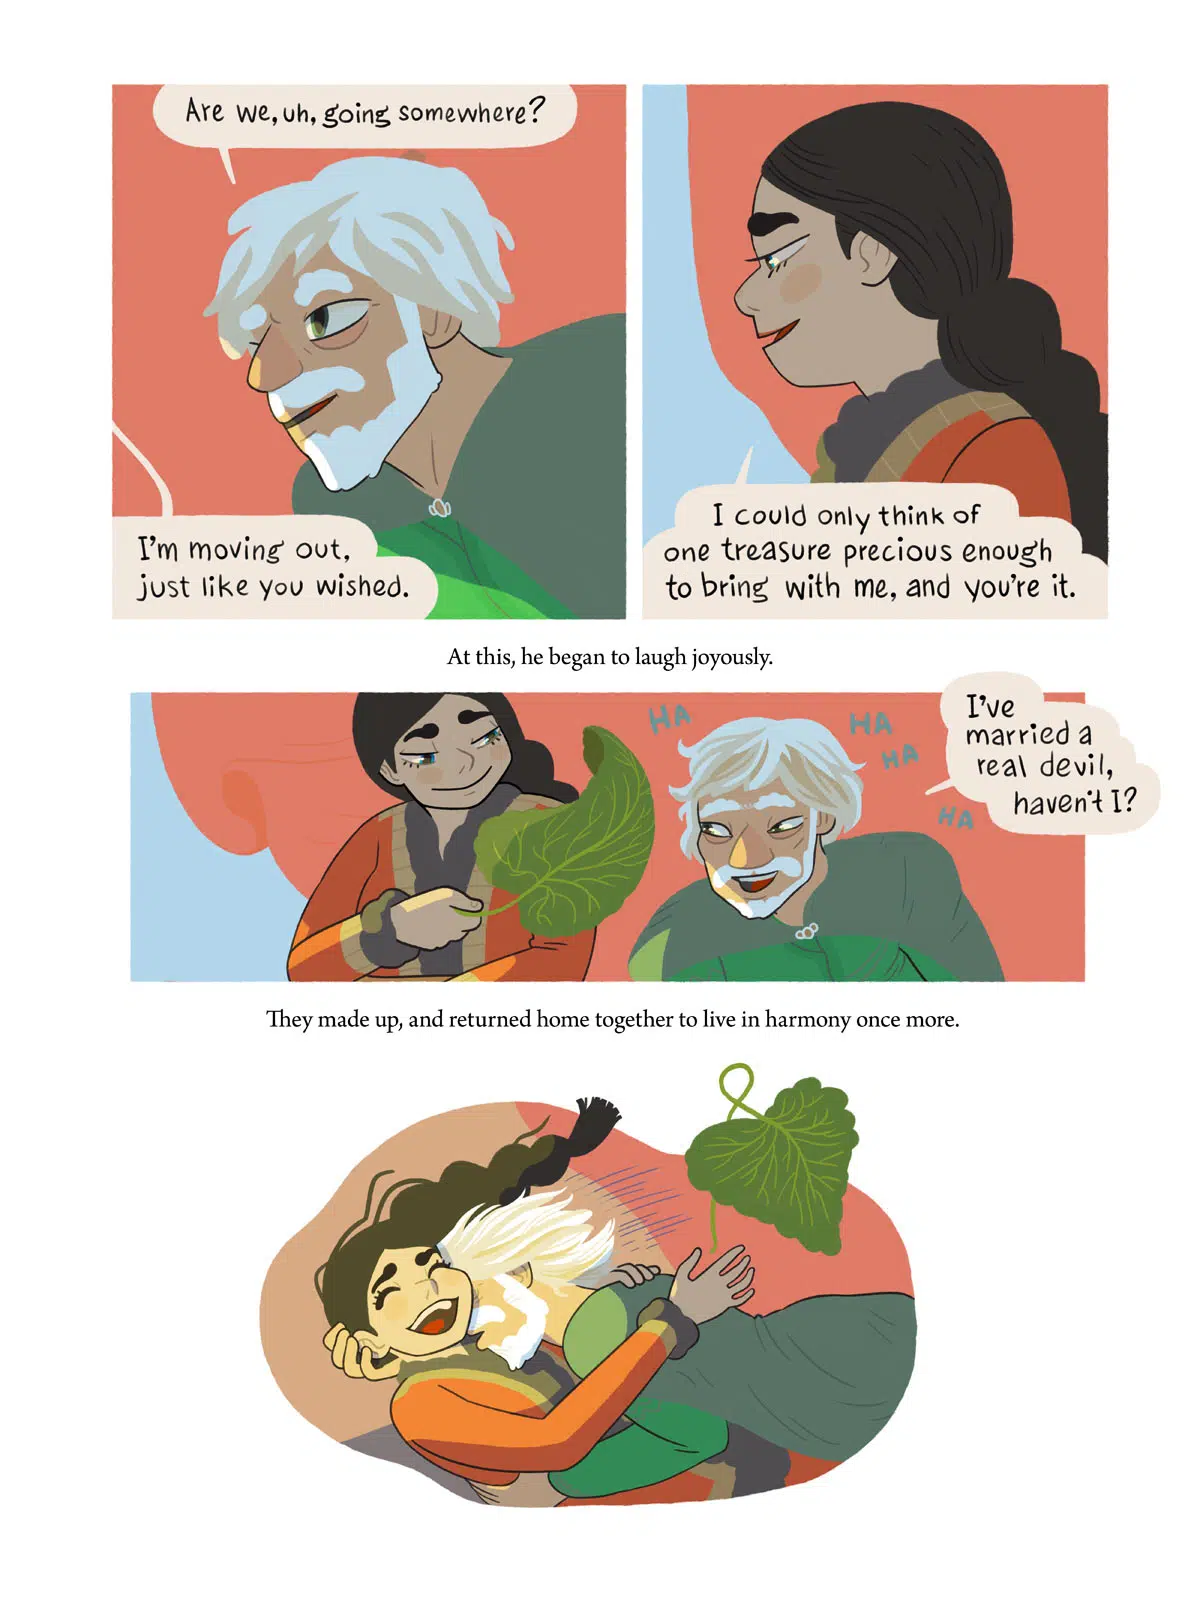 Are we, uh, going somewhere?
I'm moving out,
just like you wished.
I could only think of
one treasure precious enough
to bring with me, and you're it.
At this, he began to laugh joyously.
HA
HA
HA
HA
I've
married a
real devil,
haven't I?
They made up, and returned home together to live in harmony once more.